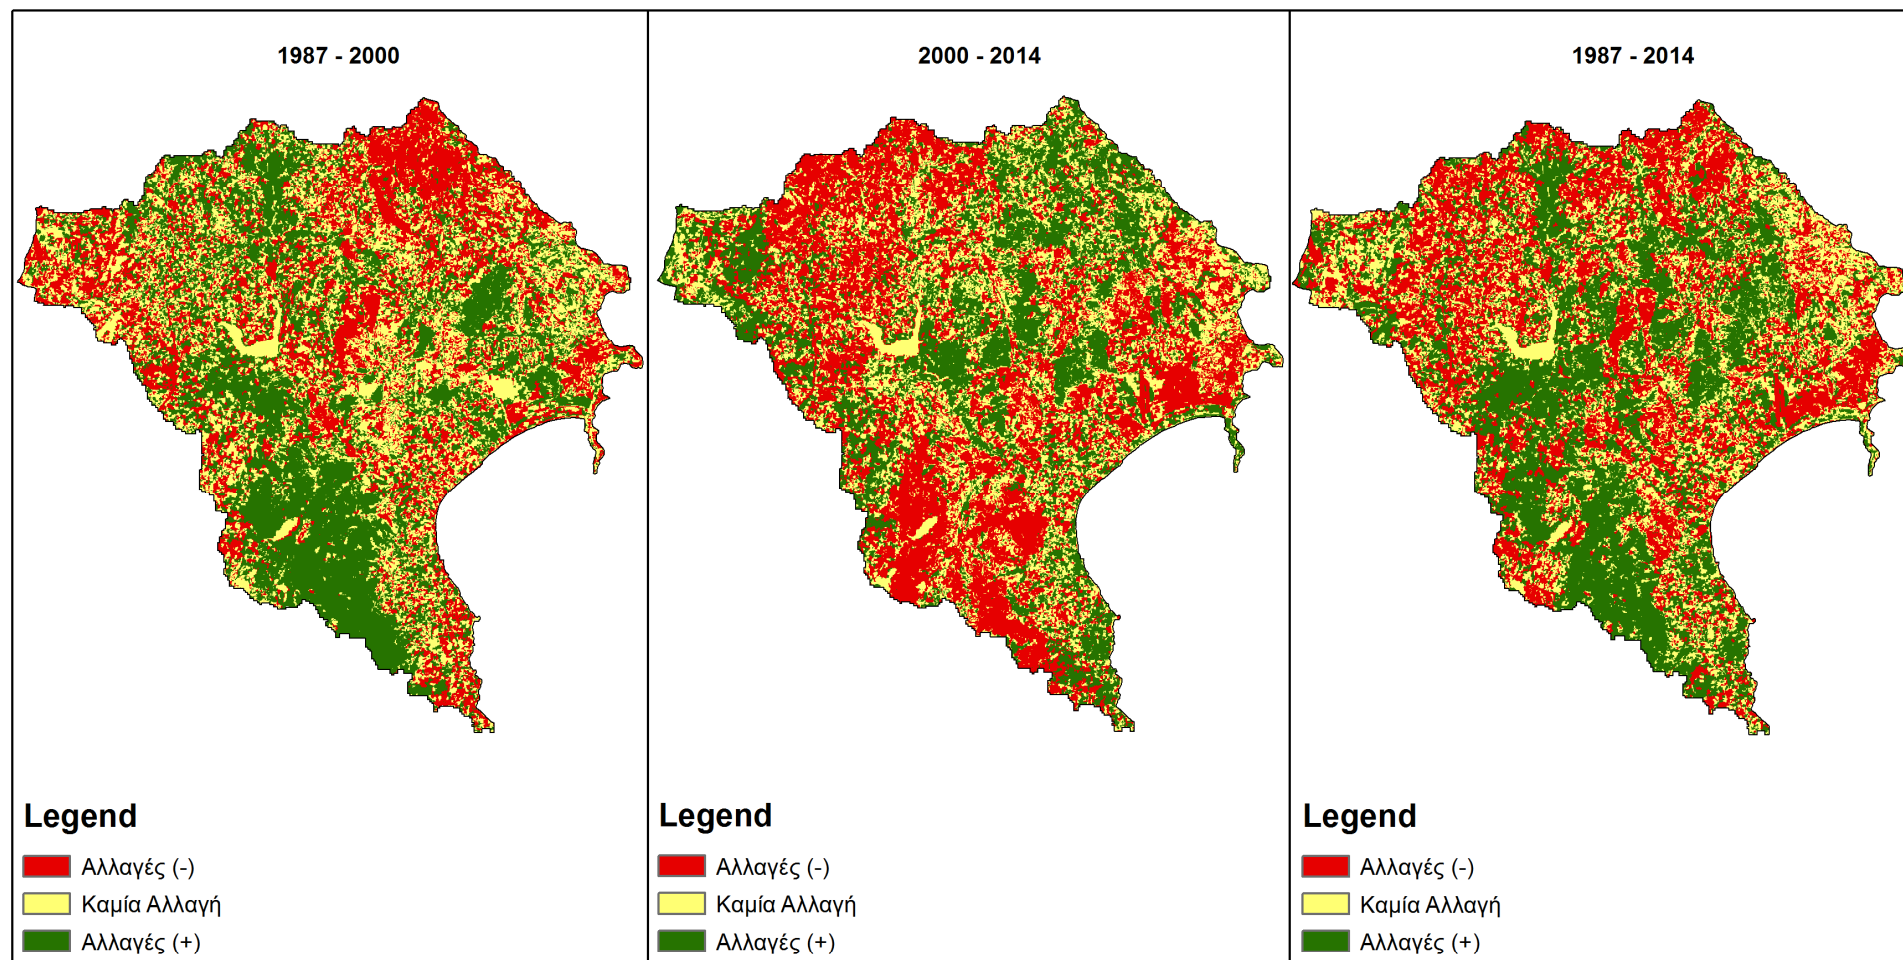 1987 - 2000
2000 - 2014
1987 - 2014
Legend
Αλλαγές (-)
Καμία Αλλαγή
Αλλαγές (+)
Legend
Αλλαγές (-)
Καμία Αλλαγή
Αλλαγές (+)
Legend
Αλλαγές (-)
Καμία Αλλαγή
Αλλαγές (+)